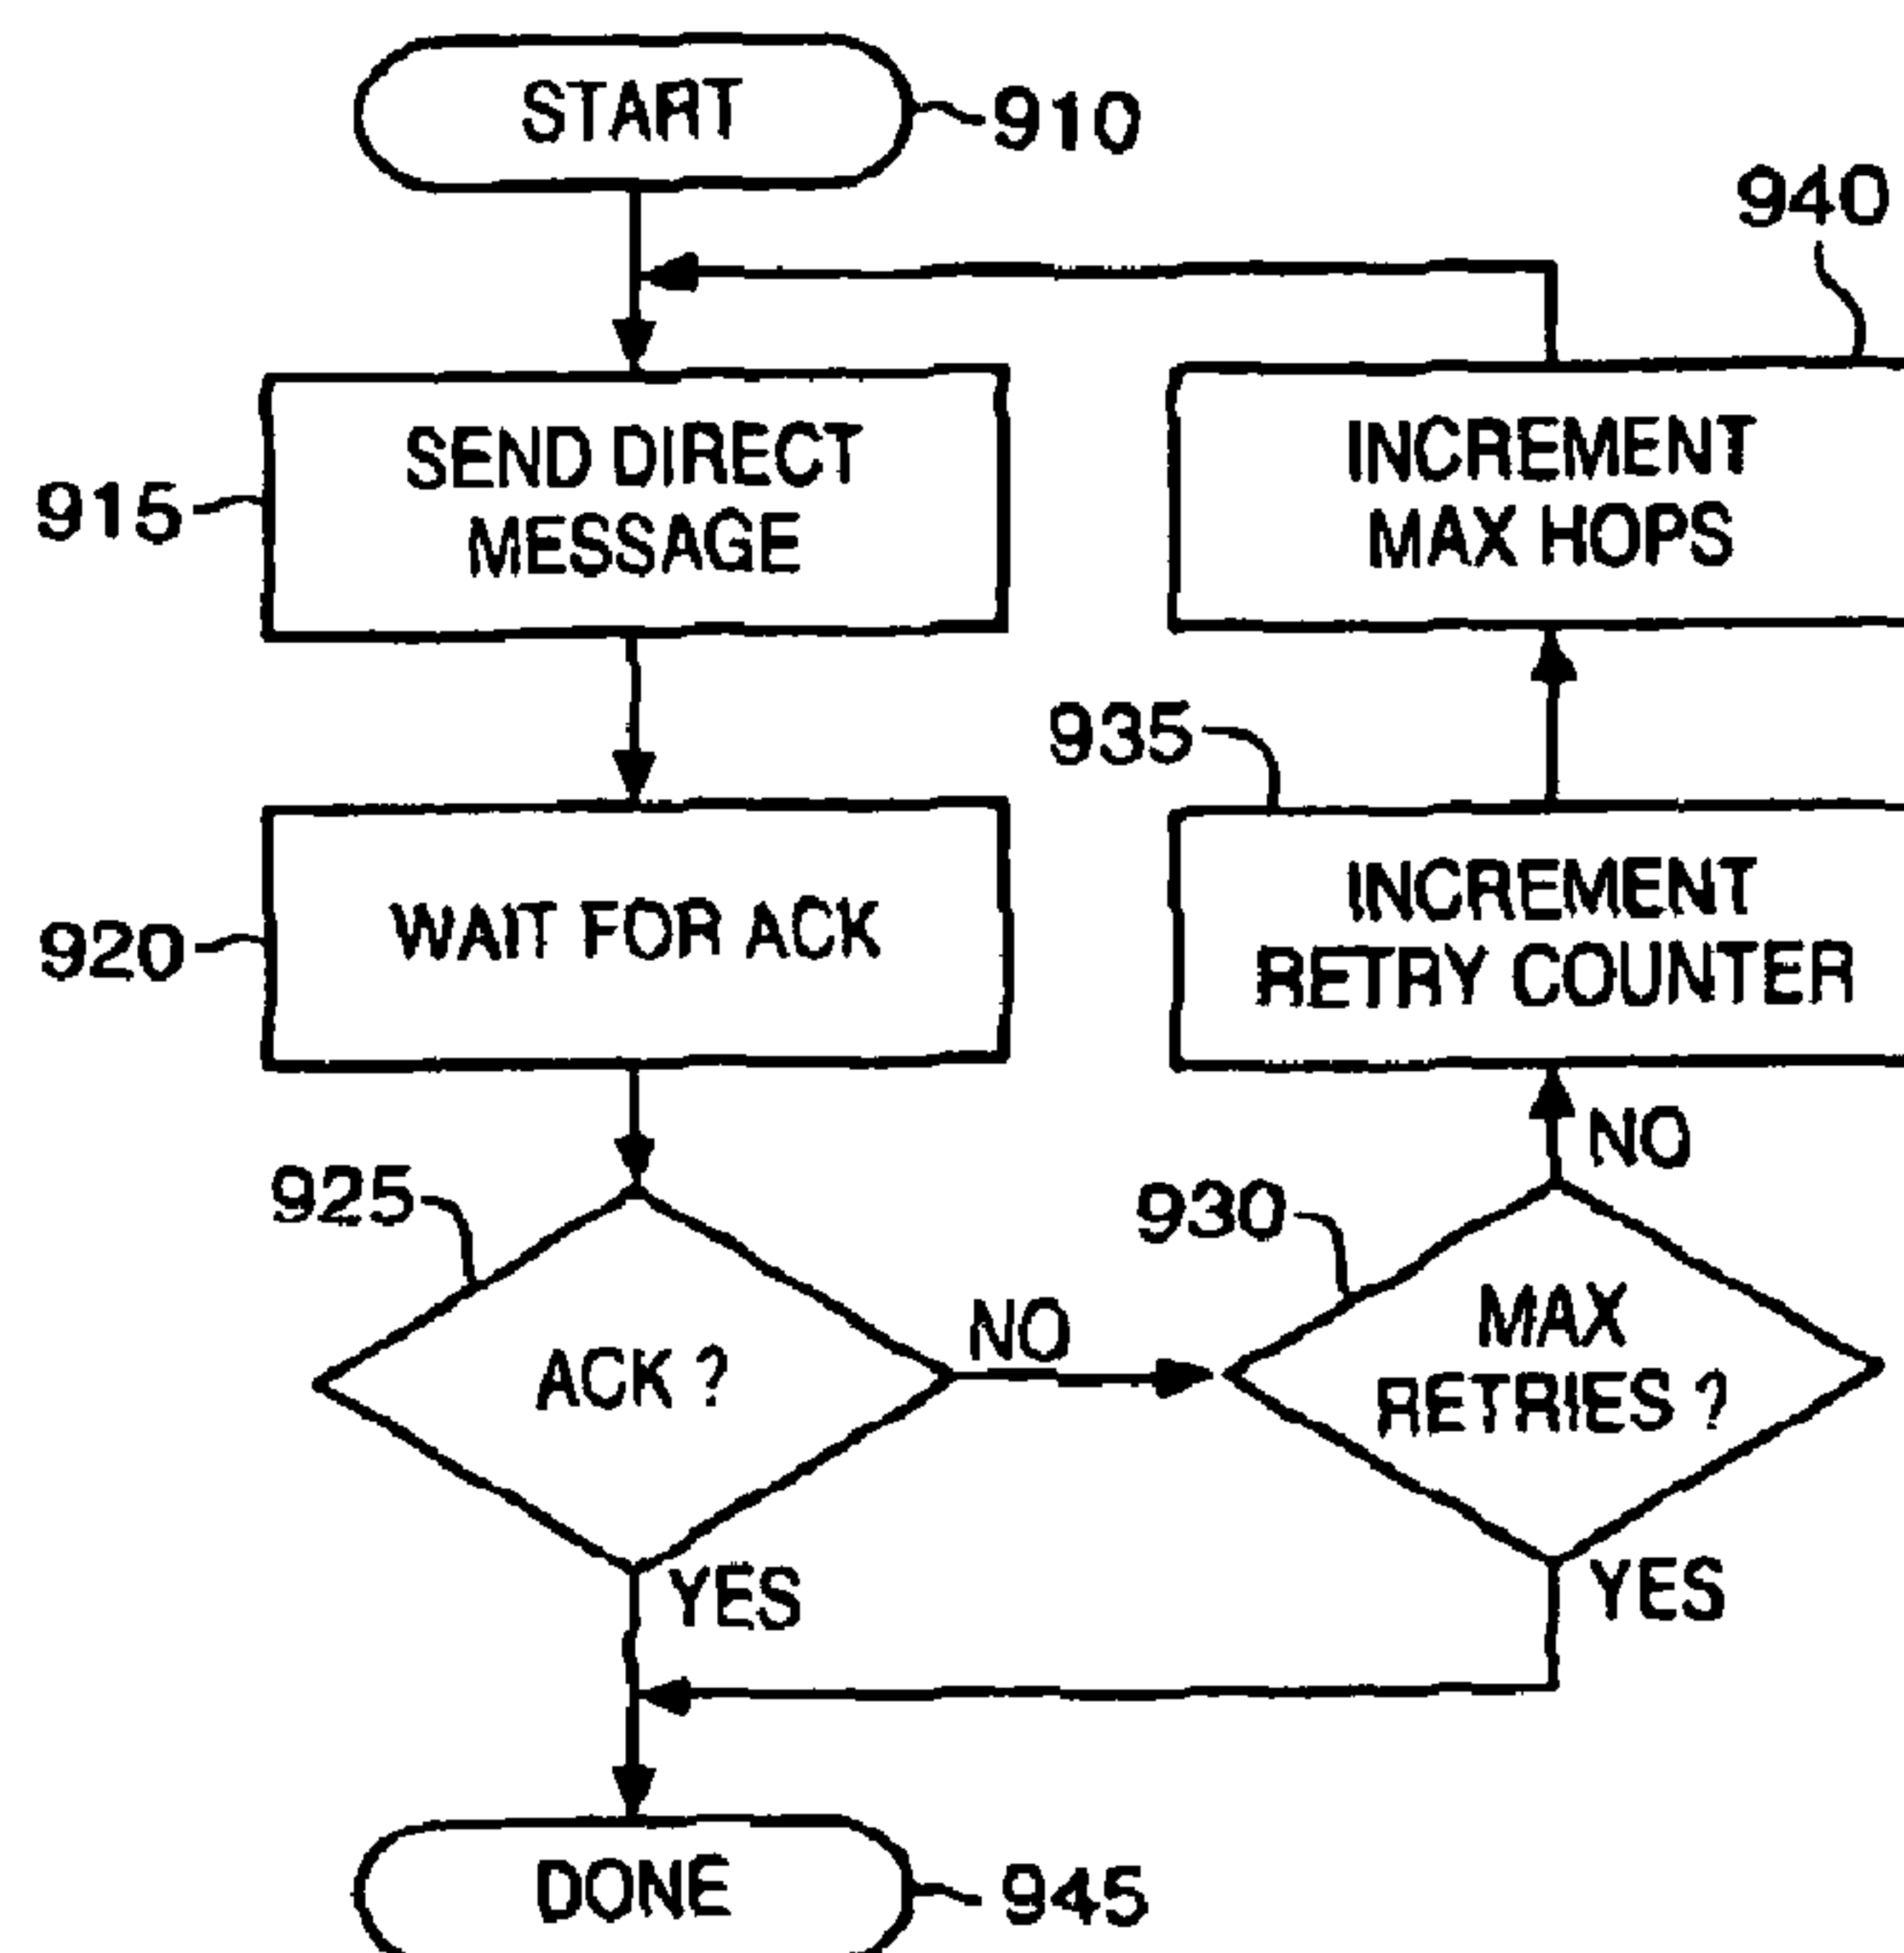 START
910
940
SEND DIRECT
MESSAGE
915
INCREMENT
MAX HOPS
935
WAIT FOR ACK
920
INCREMENT
RETRY COUNTER
NO
925
930
ACK ?
NO
MAX
RETRIES ?
YES
YES
DONE
945